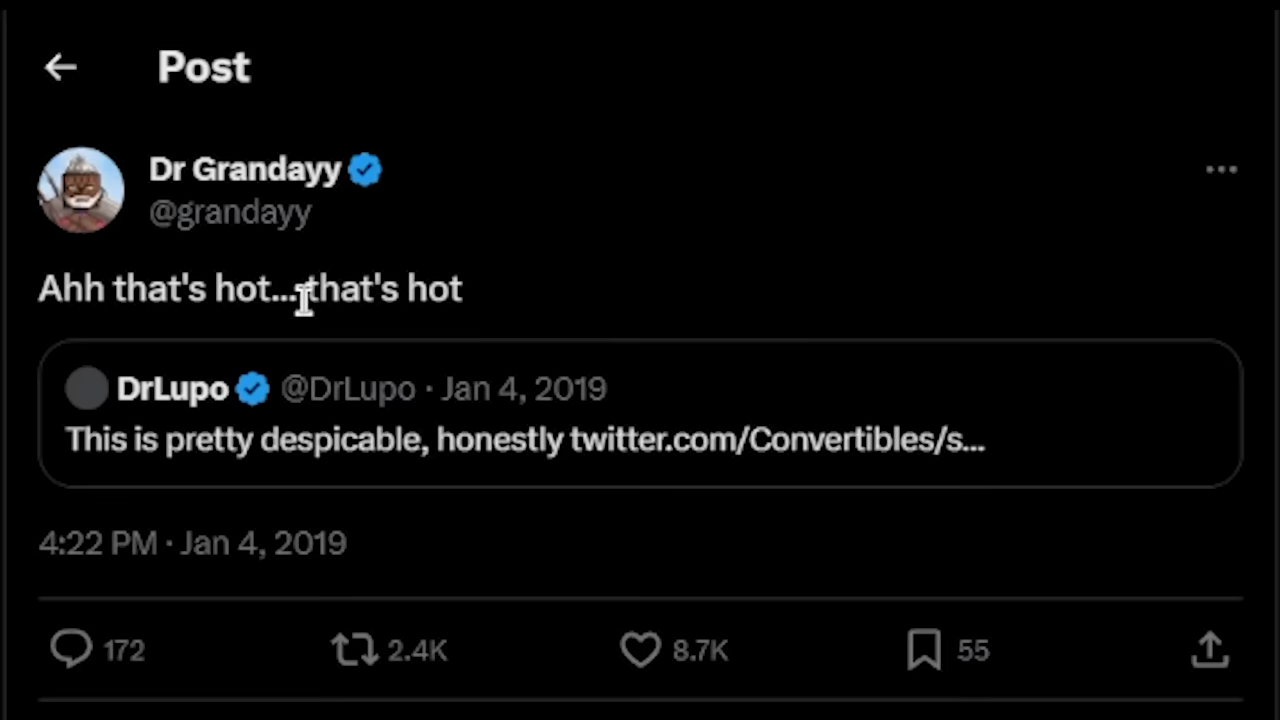 Post
Dr Grandayy
@grandayy
Ahh that's hot... that's hot
DrLupo @DrLupo · Jan 4, 2019
This is pretty despicable, honestly twitter.com/Convertibles/s...
4:22 PM · Jan 4, 2019
172 2.4K 8.7K 55